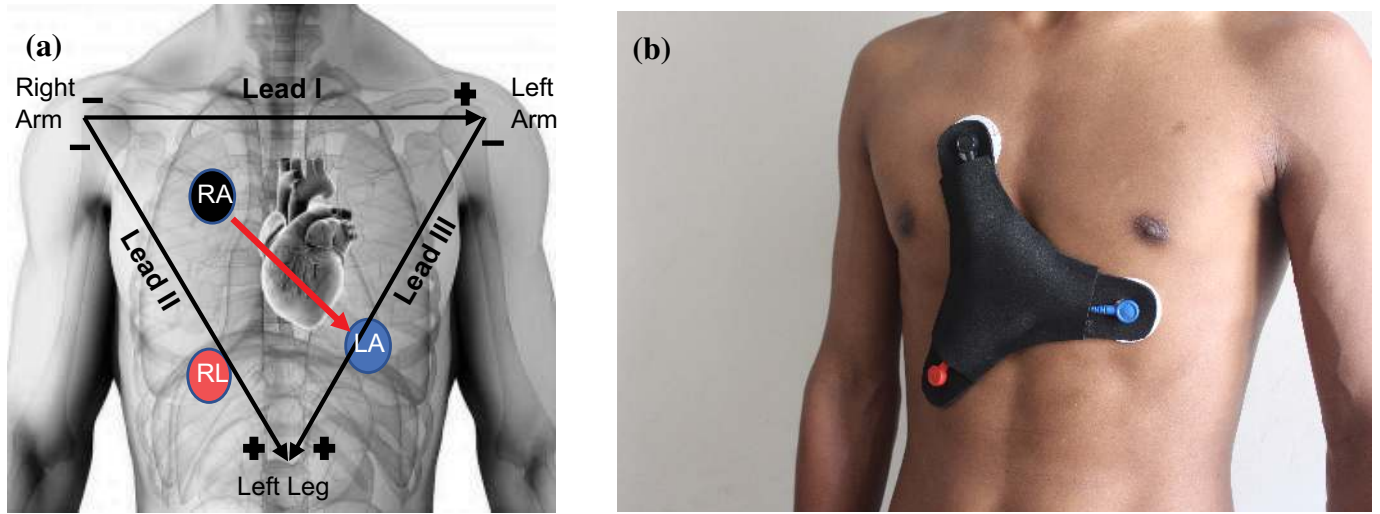 (a)
Right
Arm
Lead I
Left
Arm
RA
Lead II
Lead III
LA
RL
Left Leg
(b)